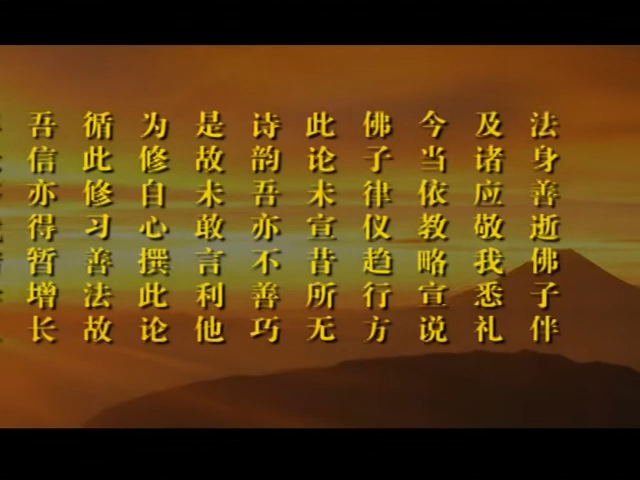 法身善逝佛子伴
及诸应敬我悉礼
今当依教略宣说
佛子律仪趋行方
此论未宣昔所无
诗韵吾亦不善巧
是故未敢言利他
为修自心撰此论
循此修习善法故
吾信亦得暂增长